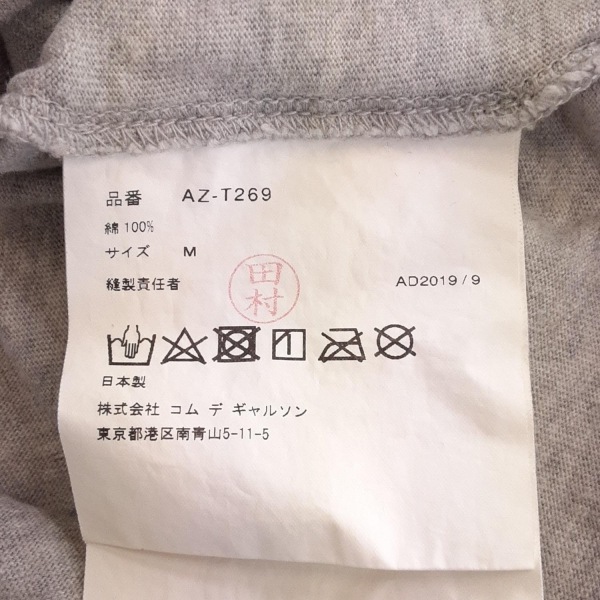 品番 AZ-T269
綿 100%
サイズ M
縫製責任者 田村 AD2019/9
日本製
株式会社 コム デ ギャルソン
東京都港区南青山5-11-5